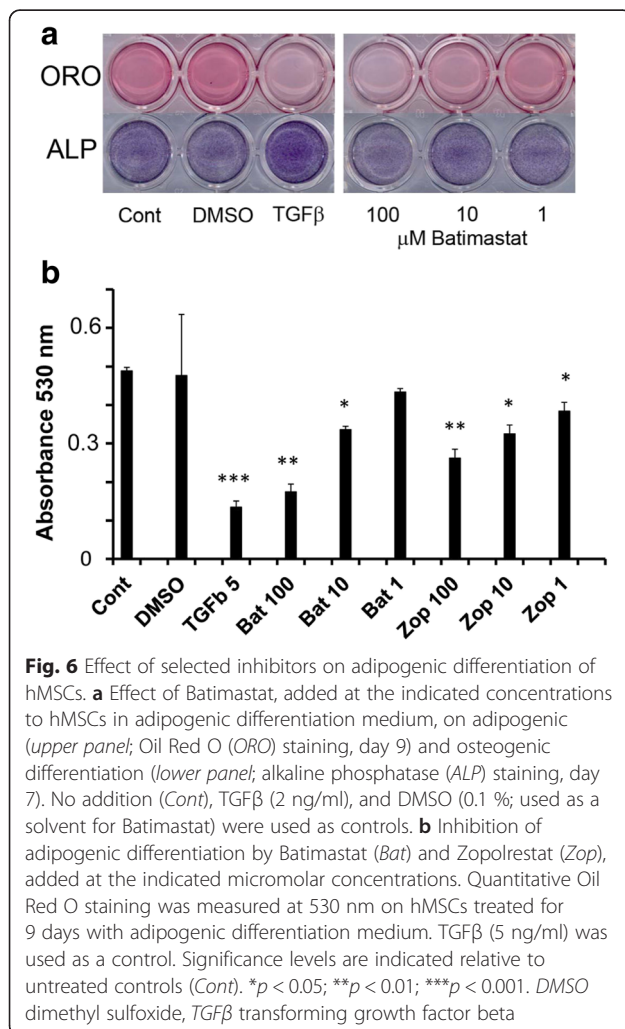 a
ORO
ALP
Cont DMSO TGFβ 100 10 1
μM Batimastat
b
Absorbance 530 nm
0.6
0.3
0
*** ** * ** * *
Cont DMSO TGFb 5 Bat 100 Bat 10 Bat 1 Zop 100 Zop 10 Zop 1
Fig. 6 Effect of selected inhibitors on adipogenic differentiation of
hMSCs. a Effect of Batimastat, added at the indicated concentrations
to hMSCs in adipogenic differentiation medium, on adipogenic
(upper panel; Oil Red O (ORO) staining, day 9) and osteogenic
differentiation (lower panel; alkaline phosphatase (ALP) staining, day
7). No addition (Cont), TGFβ (2 ng/ml), and DMSO (0.1 %; used as a
solvent for Batimastat) were used as controls. b Inhibition of
adipogenic differentiation by Batimastat (Bat) and Zopolrestat (Zop),
added at the indicated micromolar concentrations. Quantitative Oil
Red O staining was measured at 530 nm on hMSCs treated for
9 days with adipogenic differentiation medium. TGFβ (5 ng/ml) was
used as a control. Significance levels are indicated relative to
untreated controls (Cont). *p < 0.05; **p < 0.01; ***p < 0.001. DMSO
dimethyl sulfoxide, TGFβ transforming growth factor beta